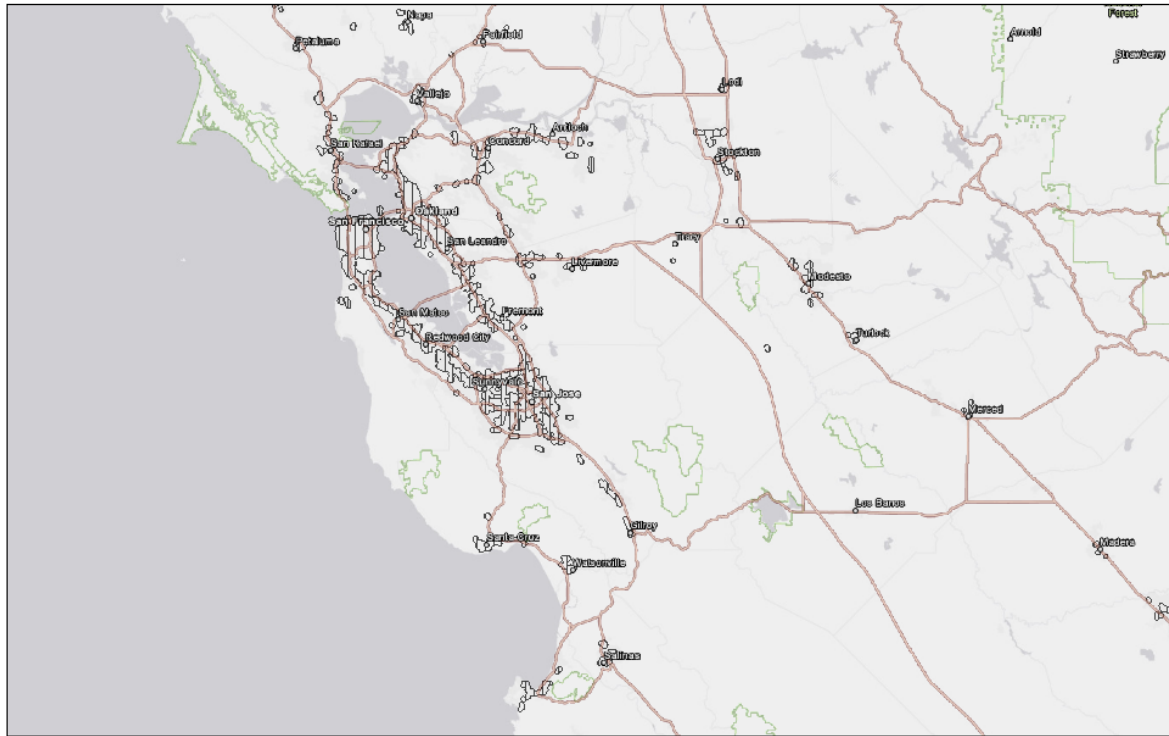 Napa
Forest
Petaluma
Fairfield
Arnold
Strawberry
Vallejo
Lodi
Antioch
San Rafael
Concord
Stockton
Oakland
San Francisco
San Leandro
Tracy
Livermore
Modesto
San Mateo
Fremont
Redwood City
Turlock
Sunnyvale
San Jose
Merced
Los Banos
Gilroy
Santa Cruz
Madera
Watsonville
Salinas